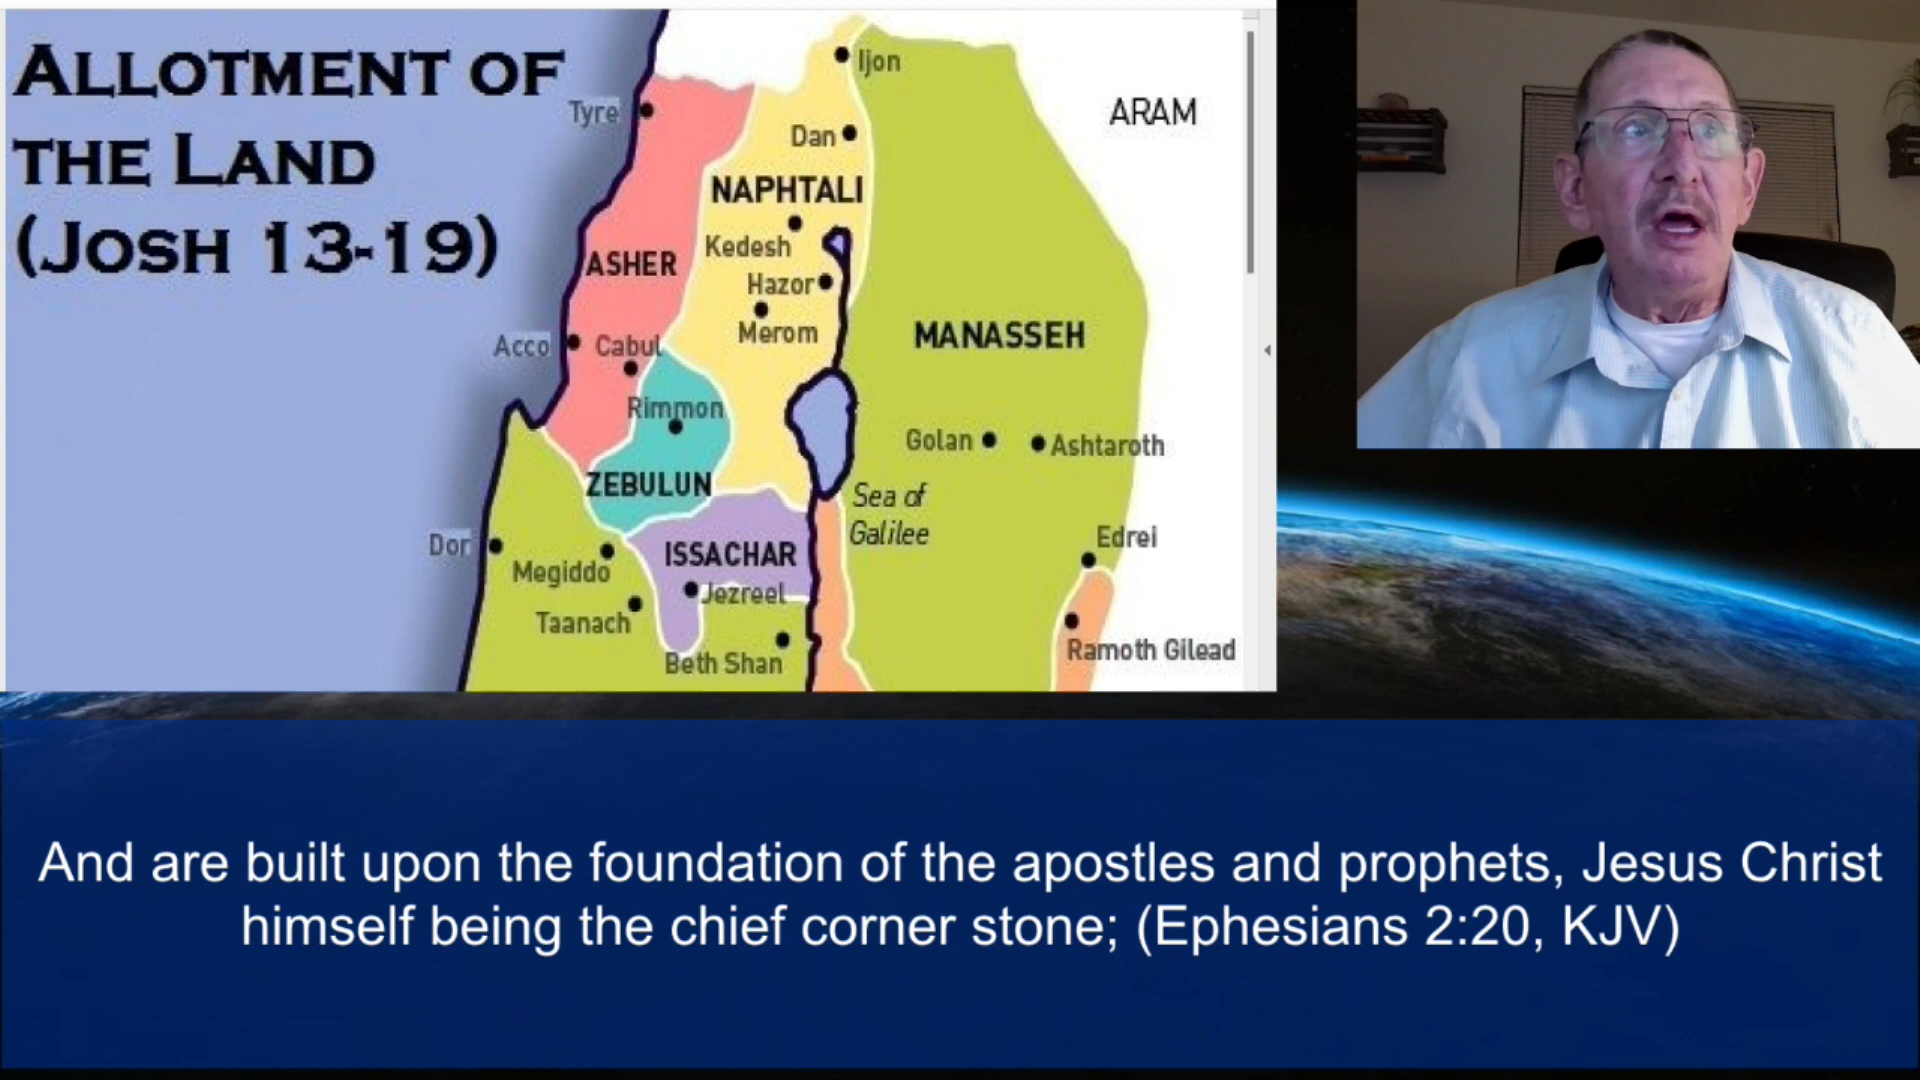 ALLOTMENT OF
THE LAND
(JOSH 13-19)
Ijon
Tyre
ARAM
Dan
NAPHTALI
Kedesh
ASHER
Hazor
Merom
MANASSEH
Acco
Cabul
Rimmon
Golan
Ashtaroth
ZEBULUN
Sea of
Galilee
Edrei
Dor
ISSACHAR
Megiddo
Jezreel
Taanach
Ramoth Gilead
Beth Shan
And are built upon the foundation of the apostles and prophets, Jesus Christ
himself being the chief corner stone; (Ephesians 2:20, KJV)